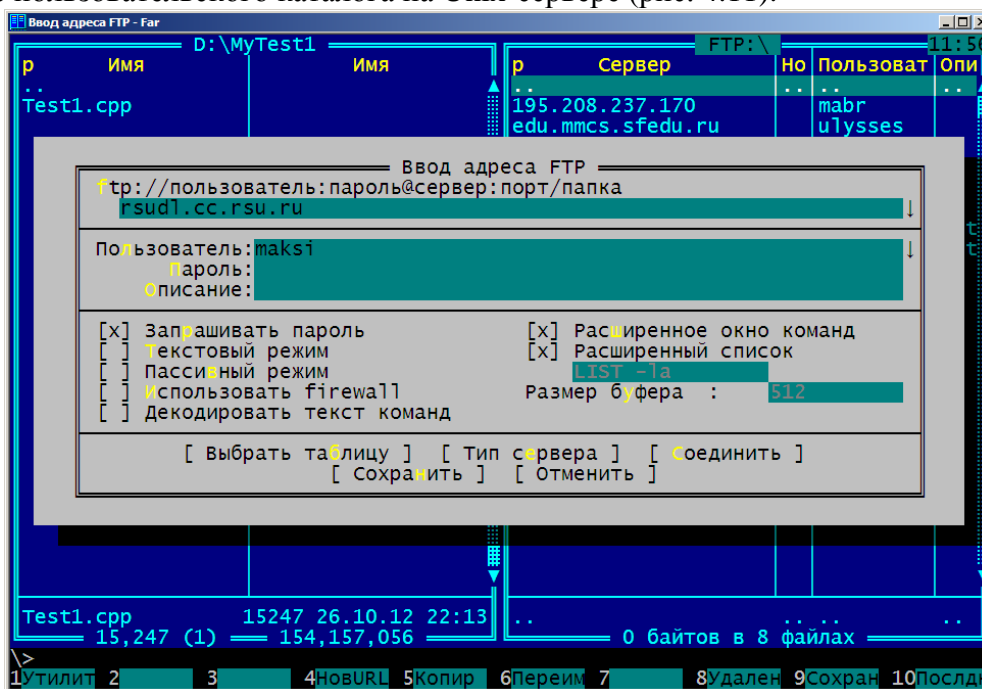 пользовательского каталога на Unix-сервере (рис. 4.11).
Ввод адреса FTP - Far
D:\MyTest1 FTP:\ 11:56
р Имя Имя р Сервер Но Пользоват Опи
.. .. .. .. ..
Test1.cpp 195.208.237.170 mabr
edu.mmcs.sfedu.ru ulysses
Ввод адреса FTP
ftp://пользователь:пароль@сервер:порт/папка
rsud1.cc.rsu.ru ↓
Пользователь:maksi ↓
Пароль:
Описание:
[x] Запрашивать пароль [x] Расширенное окно команд
[ ] Текстовый режим [x] Расширенный список
[ ] Пассивный режим LIST -la
[ ] Использовать firewall Размер буфера : 512
[ ] Декодировать текст команд
[ Выбрать таблицу ] [ Тип сервера ] [ Соединить ]
[ Сохранить ] [ Отменить ]
Test1.cpp 15247 26.10.12 22:13 .. .. .. ..
15,247 (1) 154,157,056 0 байтов в 8 файлах
\>
1Утилит 2 3 4НовURL 5Копир 6Переим 7 8Удален 9Сохран 10Послдн